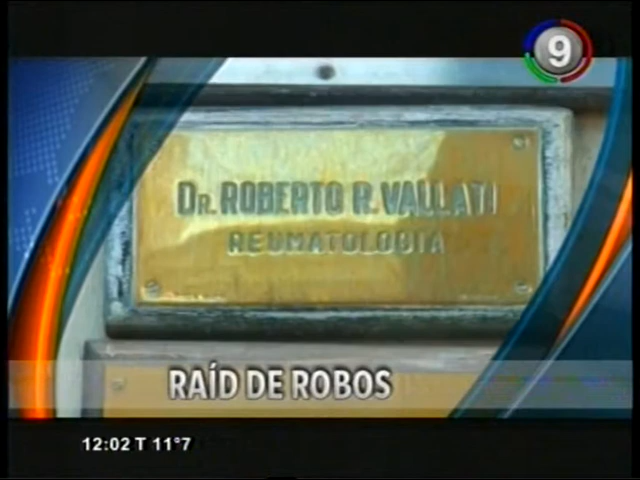 9
DR. ROBERTO R. VALLATI
REUMATOLOGIA
RAÍD DE ROBOS
12:02 T 11°7